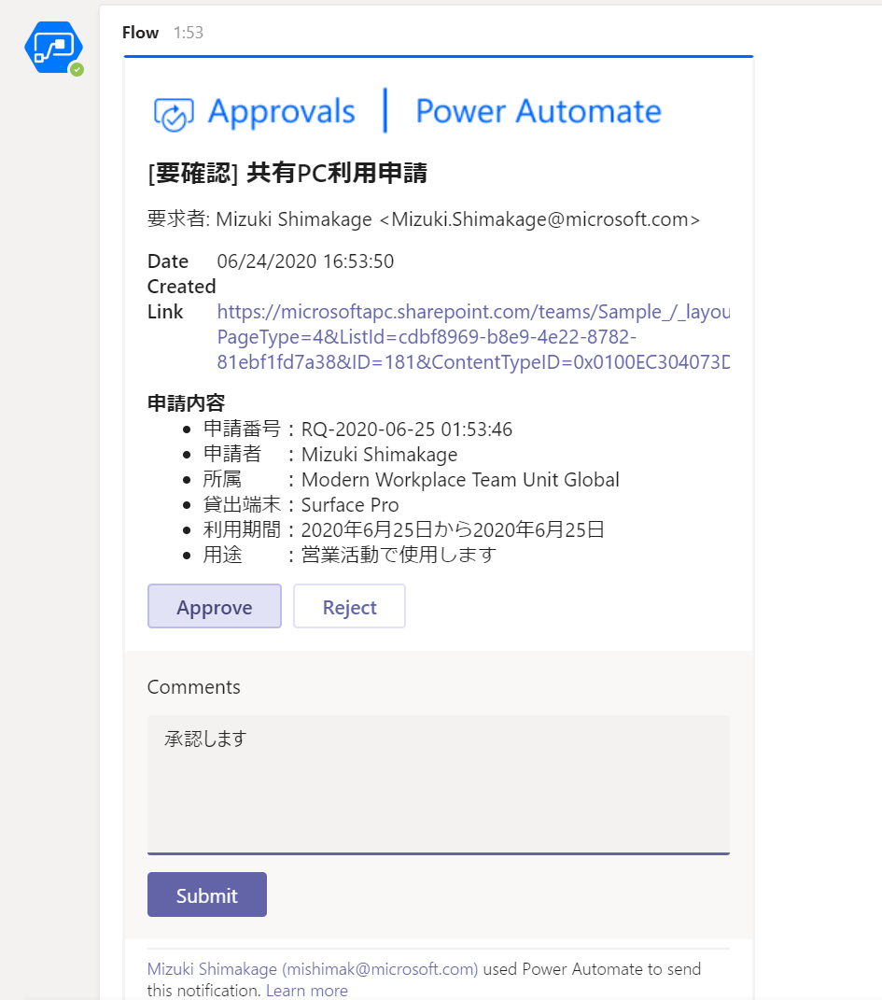 Flow 1:53
Approvals | Power Automate
[要確認] 共有PC利用申請
要求者: Mizuki Shimakage <Mizuki.Shimakage@microsoft.com>
Date Created 06/24/2020 16:53:50
Link https://microsoftapc.sharepoint.com/teams/Sample_/_layou
PageType=4&ListId=cdbf8969-b8e9-4e22-8782-
81ebf1fd7a38&ID=181&ContentTypeID=0x0100EC304073D
申請内容
• 申請番号：RQ-2020-06-25 01:53:46
• 申請者　：Mizuki Shimakage
• 所属　　：Modern Workplace Team Unit Global
• 貸出端末：Surface Pro
• 利用期間：2020年6月25日から2020年6月25日
• 用途　　：営業活動で使用します
Approve Reject
Comments
承認します
Submit
Mizuki Shimakage (mishimak@microsoft.com) used Power Automate to send
this notification. Learn more